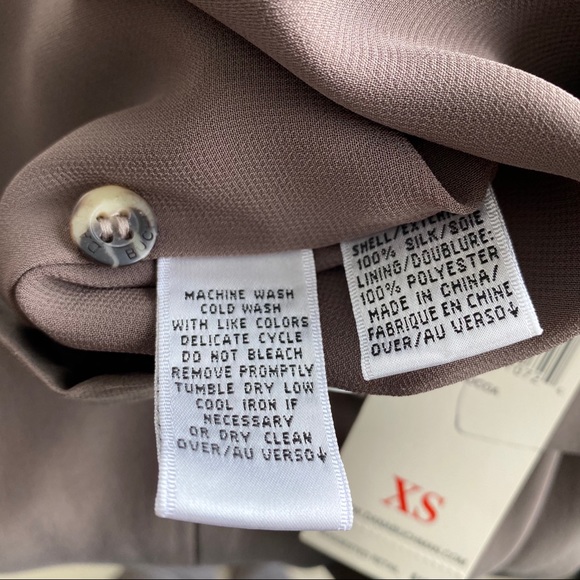 MACHINE WASH
COLD WASH
WITH LIKE COLORS
DELICATE CYCLE
DO NOT BLEACH
REMOVE PROMPTLY
TUMBLE DRY LOW
COOL IRON IF
NECESSARY
OR DRY CLEAN
OVER/AU VERSO↓
SHELL/EXTER
100% SILK/SOIE
LINING/DOUBLURE:
100% POLYESTER
MADE IN CHINA/
FABRIQUE EN CHINE
OVER/AU VERSO↓
XS